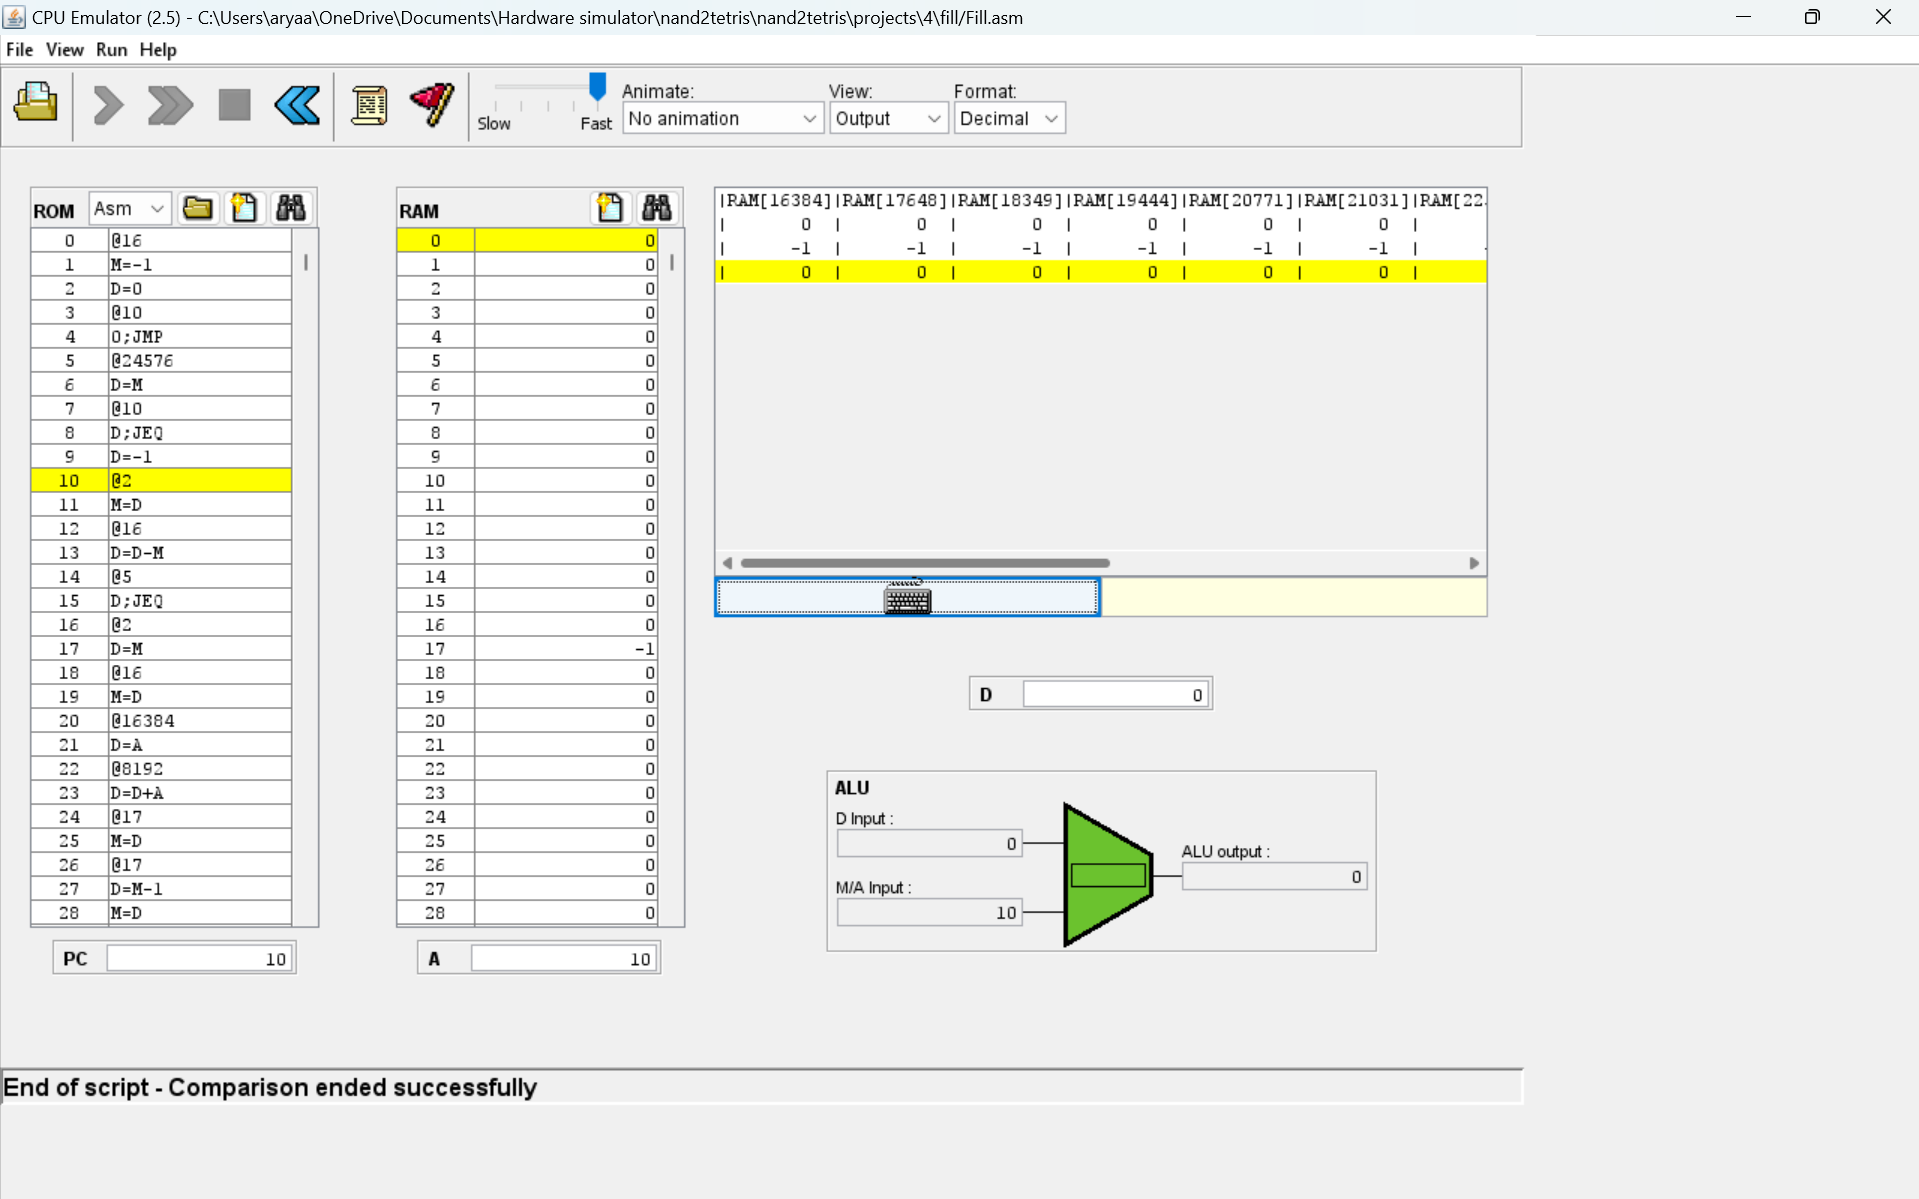 CPU Emulator (2.5) - C:\Users\aryaa\OneDrive\Documents\Hardware simulator\nand2tetris\nand2tetris\projects\4\fill/Fill.asm
File View Run Help
Slow Fast
Animate:
No animation
View:
Output
Format:
Decimal
ROM Asm
0 @16
1 M=-1
2 D=0
3 @10
4 0;JMP
5 @24576
6 D=M
7 @10
8 D;JEQ
9 D=-1
10 @2
11 M=D
12 @16
13 D=D-M
14 @5
15 D;JEQ
16 @2
17 D=M
18 @16
19 M=D
20 @16384
21 D=A
22 @8192
23 D=D+A
24 @17
25 M=D
26 @17
27 D=M-1
28 M=D
PC 10
RAM
0 0
1 0
2 0
3 0
4 0
5 0
6 0
7 0
8 0
9 0
10 0
11 0
12 0
13 0
14 0
15 0
16 0
17 -1
18 0
19 0
20 0
21 0
22 0
23 0
24 0
25 0
26 0
27 0
28 0
A 10
|RAM[16384]|RAM[17648]|RAM[18349]|RAM[19444]|RAM[20771]|RAM[21031]|RAM[22
| 0 | 0 | 0 | 0 | 0 | 0 |
| -1 | -1 | -1 | -1 | -1 | -1 |
| 0 | 0 | 0 | 0 | 0 | 0 |
D 0
ALU
D Input :
0
M/A Input :
10
ALU output :
0
End of script - Comparison ended successfully